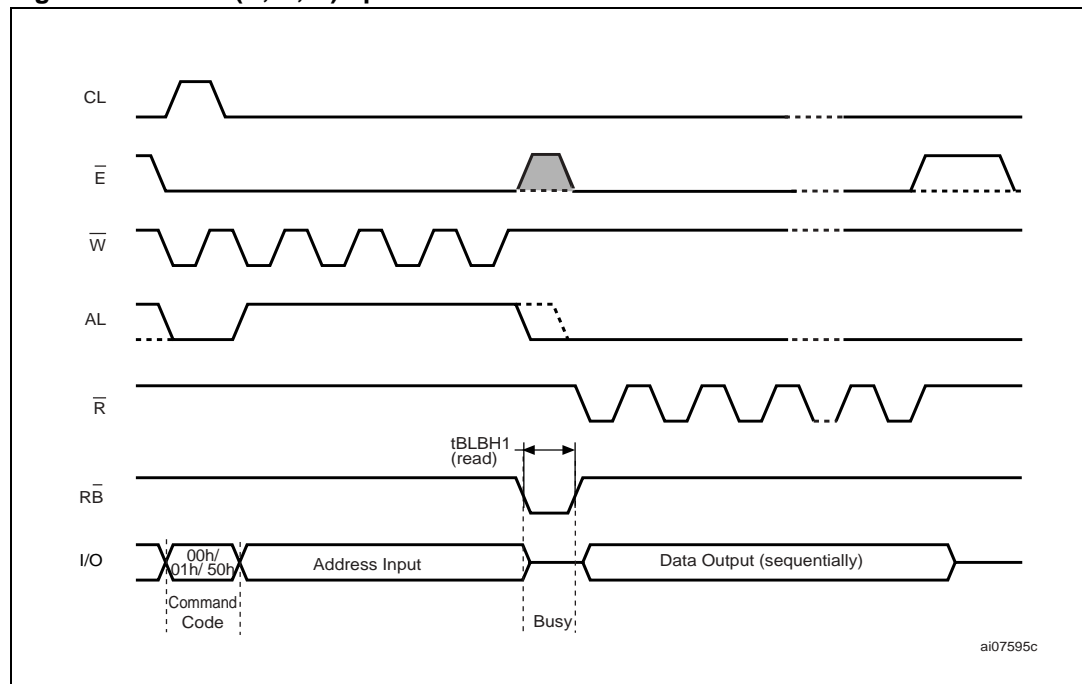 CL
E
W
AL
R
tBLBH1
(read)
RB
I/O
00h/
01h/ 50h
Address Input
Data Output (sequentially)
Command
Code
Busy
ai07595c